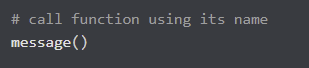 # call function using its name
message()